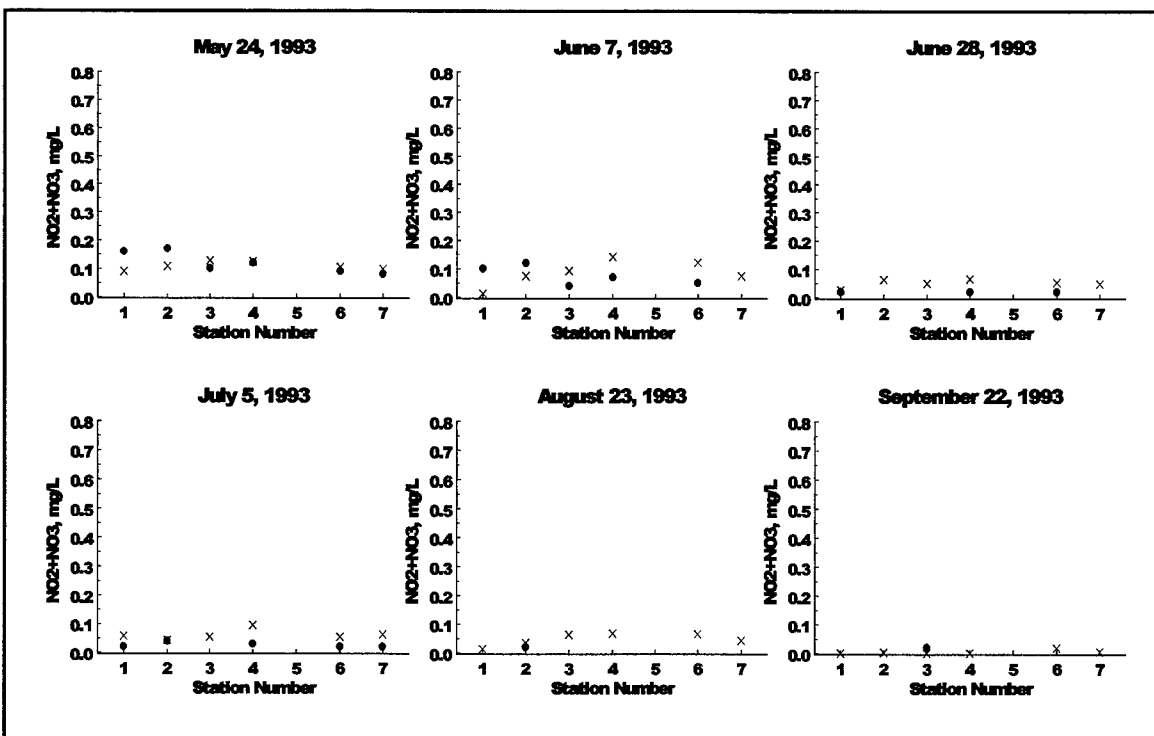 May 24, 1993
NO2+NO3, mg/L
0.8
0.7
0.6
0.5
0.4
0.3
0.2
0.1
0.0
1 2 3 4 5 6 7
Station Number
June 7, 1993
NO2+NO3, mg/L
0.8
0.7
0.6
0.5
0.4
0.3
0.2
0.1
0.0
1 2 3 4 5 6 7
Station Number
June 28, 1993
NO2+NO3, mg/L
0.8
0.7
0.6
0.5
0.4
0.3
0.2
0.1
0.0
1 2 3 4 5 6 7
Station Number
July 5, 1993
NO2+NO3, mg/L
0.8
0.7
0.6
0.5
0.4
0.3
0.2
0.1
0.0
1 2 3 4 5 6 7
Station Number
August 23, 1993
NO2+NO3, mg/L
0.8
0.7
0.6
0.5
0.4
0.3
0.2
0.1
0.0
1 2 3 4 5 6 7
Station Number
September 22, 1993
NO2+NO3, mg/L
0.8
0.7
0.6
0.5
0.4
0.3
0.2
0.1
0.0
1 2 3 4 5 6 7
Station Number